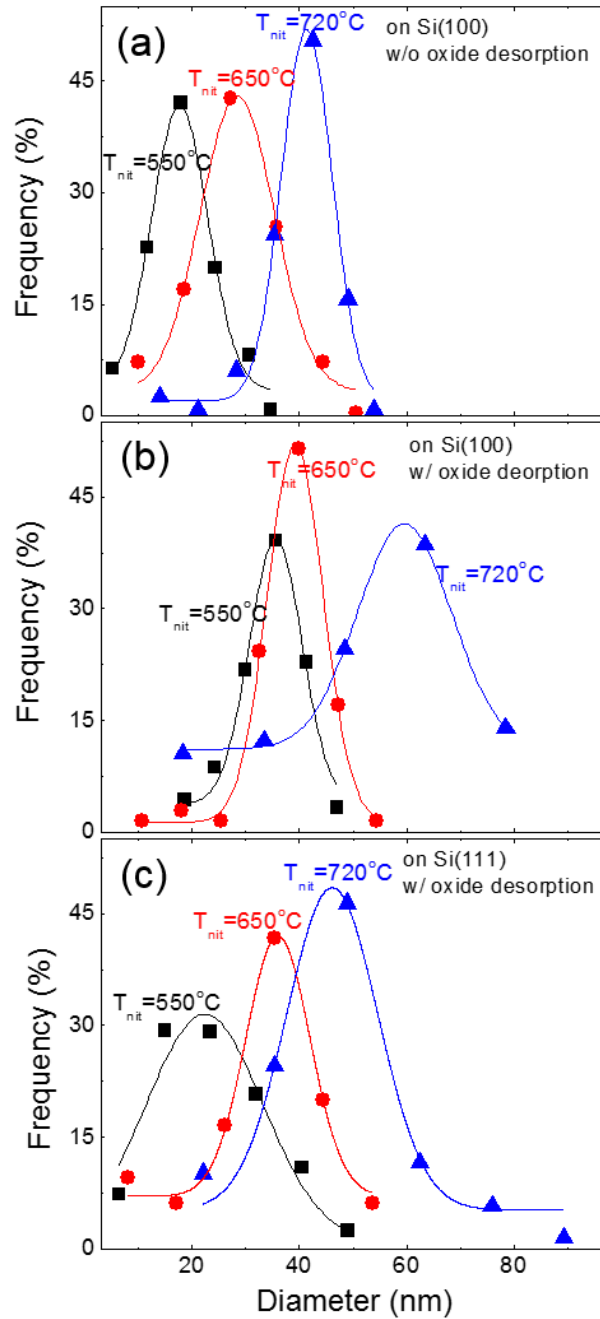 (a)
T_nit=720°C
on Si(100)
w/o oxide desorption
T_nit=650°C
T_nit=550°C
45
30
15
0
Frequency (%)
(b)
on Si(100)
w/ oxide deorption
T_nit=650°C
T_nit=720°C
T_nit=550°C
45
30
15
0
Frequency (%)
(c)
on Si(111)
w/ oxide desorption
T_nit=720°C
T_nit=650°C
T_nit=550°C
45
30
15
0
Frequency (%)
20 40 60 80
Diameter (nm)